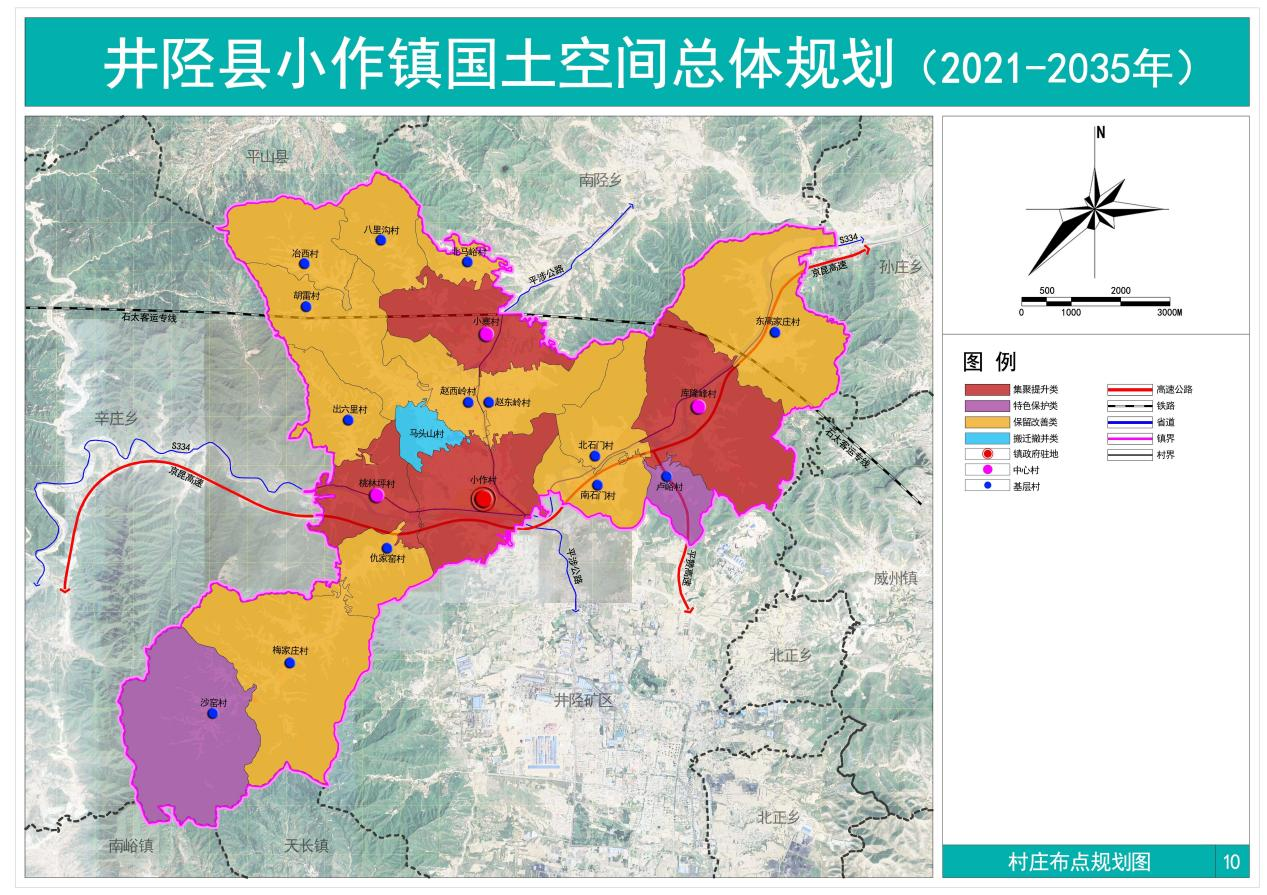 井陉县小作镇国土空间总体规划（2021-2035年）
平山县
南陉乡
八里沟村
冶西村
北马峪村
S334
京昆高速
孙庄乡
平涉公路
胡雷村
石太客运专线
小寨村
东高家庄村
赵西岭村
赵东岭村
库隆峰村
辛庄乡
出六里村
马头山村
S334
京昆高速
北石门村
石太客运专线
桃林坪村
小作村
南石门村
卢峪村
仇家窑村
平涉公路
平赞高速
威州镇
梅家庄村
北正乡
沙窑村
井陉矿区
南峪镇
天长镇
北正乡
N
500 2000
0 1000 3000M
图 例
集聚提升类 高速公路
特色保护类 铁路
保留改善类 省道
搬迁撤并类 镇界
镇政府驻地 村界
中心村
基层村
村庄布点规划图 10